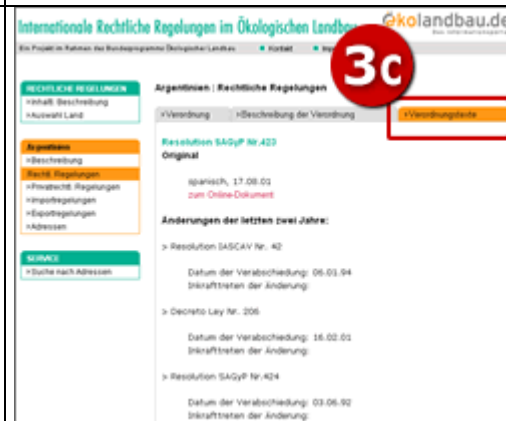 Internationale Rechtliche Regelungen im Ökologischen Landbau
Ökolandbau.de
Ein Projekt im Rahmen des Bundesprogramms Ökologischer Landbau
Kontakt
3c
RECHTLICHE REGELUNGEN
Inhalt. Beschreibung
Auswahl Land
Argentinien
Beschreibung
Rechtl. Regelungen
Privatrechtl. Regelungen
Importregelungen
Exportregelungen
Adressen
SERVICE
Suche nach Adressen
Argentinien | Rechtliche Regelungen
Verordnung
Beschreibung der Verordnung
Verordnungstexte
Resolution SAGyP Nr.423
Original
spanisch, 17.08.01
zum Online-Dokument
Änderungen der letzten zwei Jahre:
> Resolution IASCAV Nr. 42
Datum der Verabschiedung: 06.01.94
Inkrafttreten der Änderung:
> Decreto Ley Nr. 206
Datum der Verabschiedung: 16.02.01
Inkrafttreten der Änderung:
> Resolution SAGyP Nr.424
Datum der Verabschiedung: 03.06.92
Inkrafttreten der Änderung: